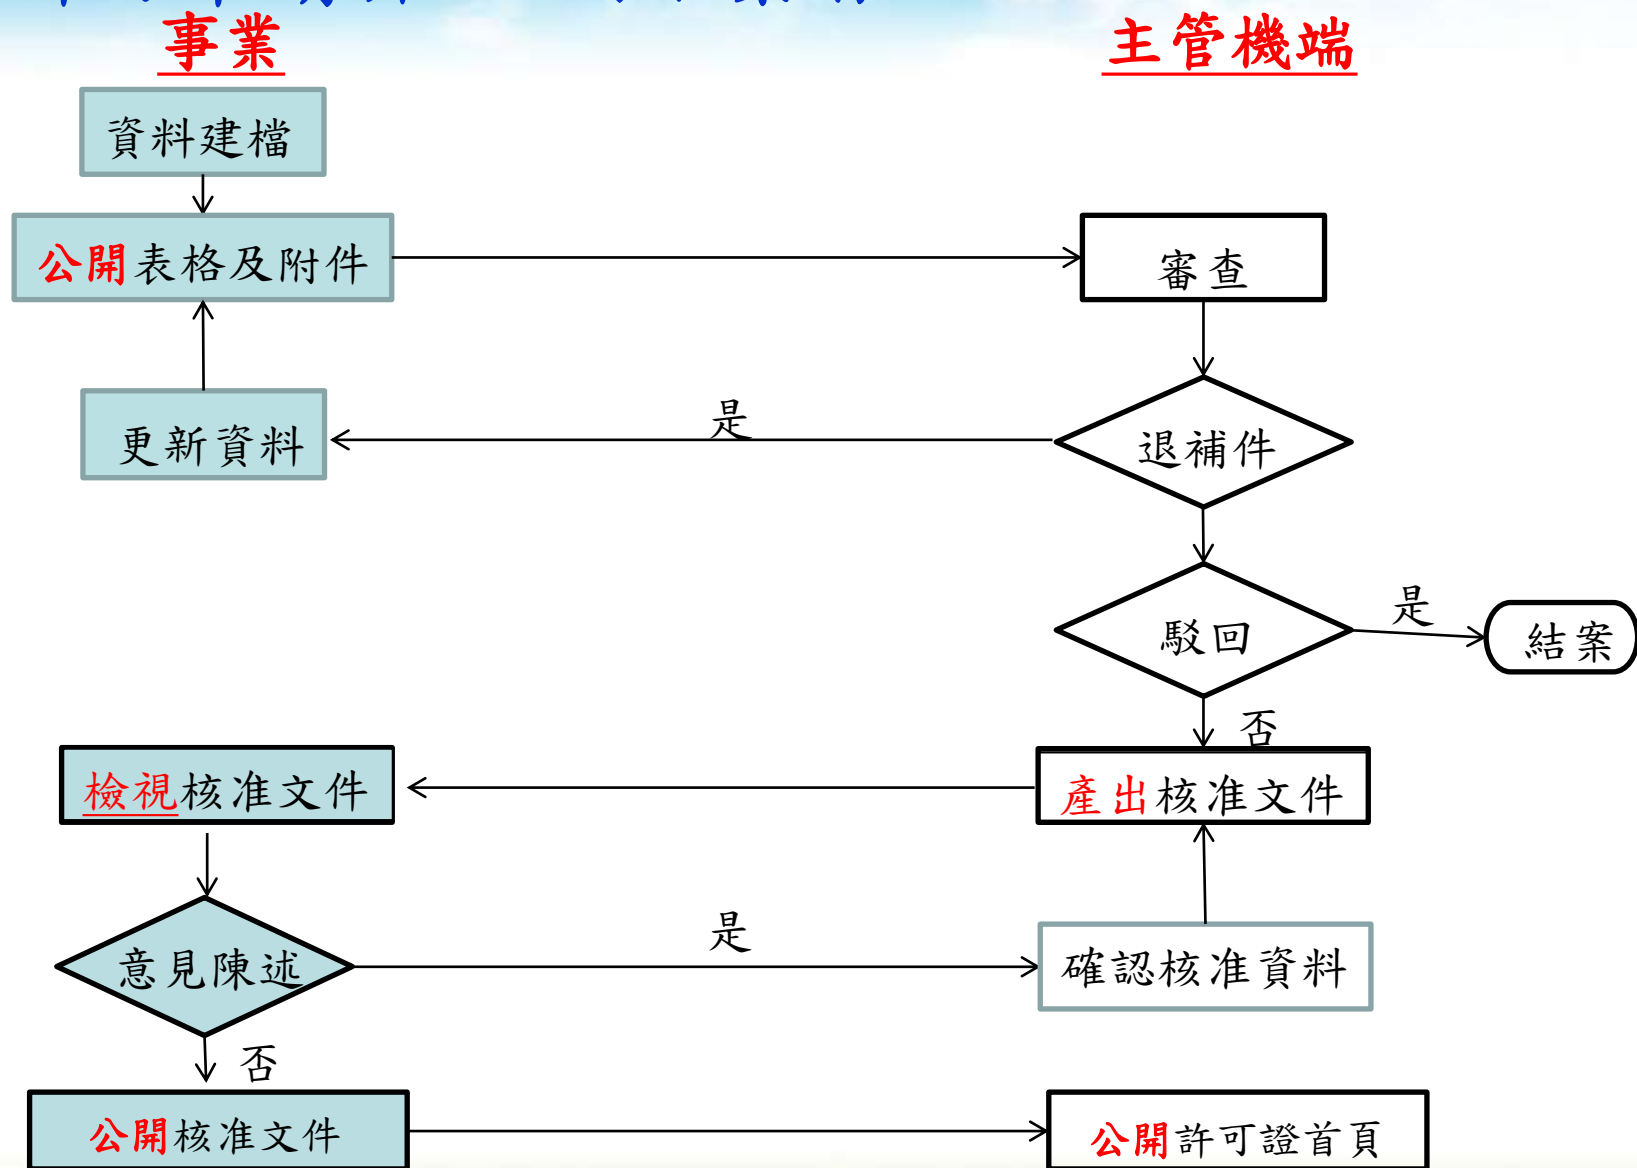 事業
主管機端
資料建檔
公開表格及附件
審查
是
更新資料
退補件
是
駁回
結案
否
檢視核准文件
產出核准文件
是
意見陳述
確認核准資料
否
公開核准文件
公開許可證首頁